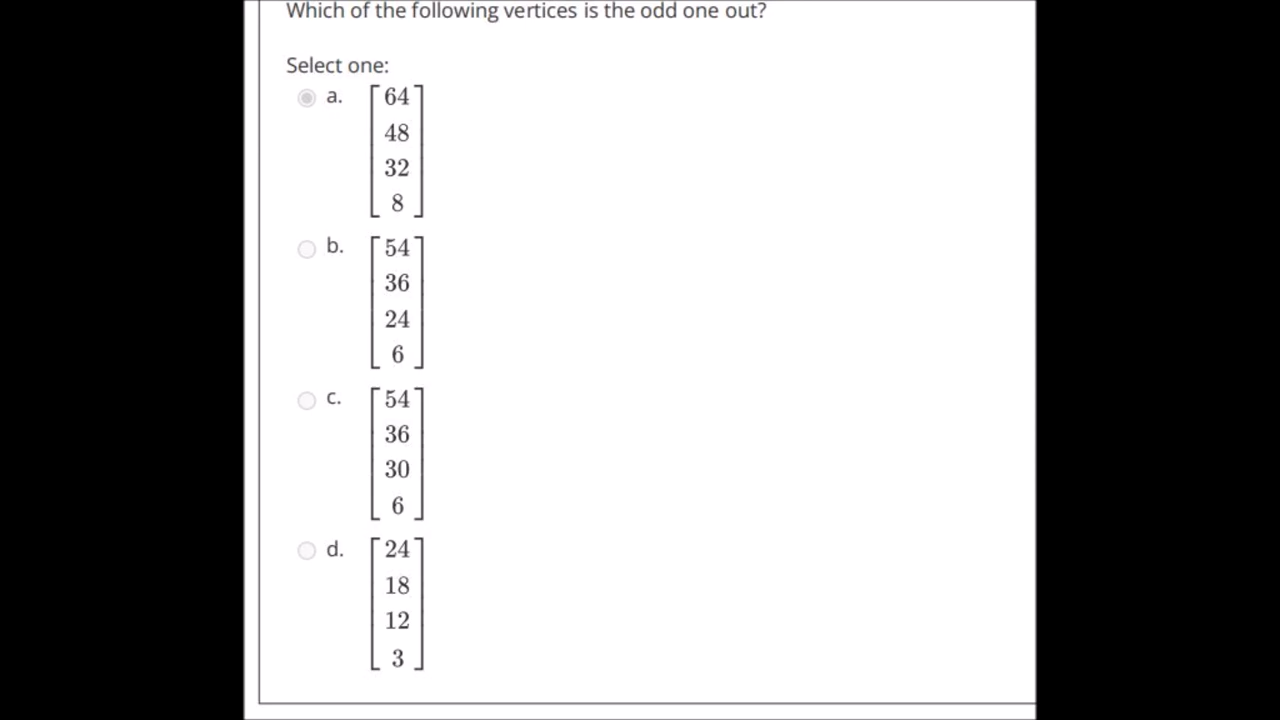 Which of the following vertices is the odd one out?
Select one:
a.
64
48
32
8
b.
54
36
24
6
c.
54
36
30
6
d.
24
18
12
3